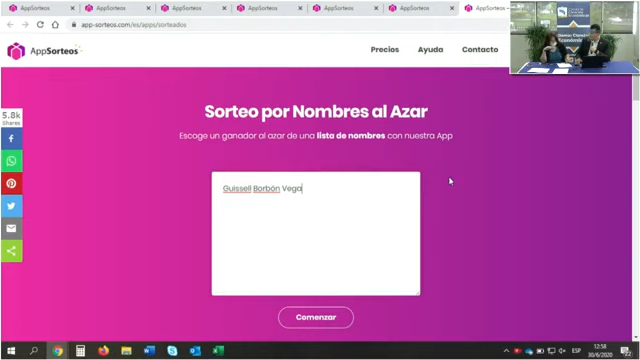 AppSorteos
AppSorteos
AppSorteos
AppSorteos
AppSorteos
AppSorteos
AppSorteos
app-sorteos.com/es/apps/sorteados
AppSorteos
Precios
Ayuda
Contacto
5.8k
Shares
Sorteo por Nombres al Azar
Escoge un ganador al azar de una lista de nombres con nuestra App
Guissell Borbón Vega
Comenzar
ESP
12:58
30/6/2020